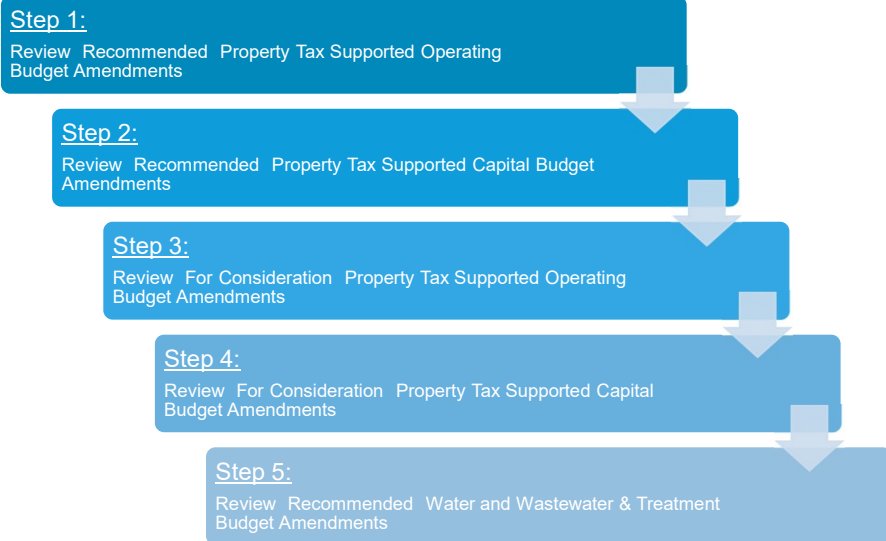 Step 1:
Review Recommended Property Tax Supported Operating
Budget Amendments
Step 2:
Review Recommended Property Tax Supported Capital Budget
Amendments
Step 3:
Review For Consideration Property Tax Supported Operating
Budget Amendments
Step 4:
Review For Consideration Property Tax Supported Capital
Budget Amendments
Step 5:
Review Recommended Water and Wastewater & Treatment
Budget Amendments